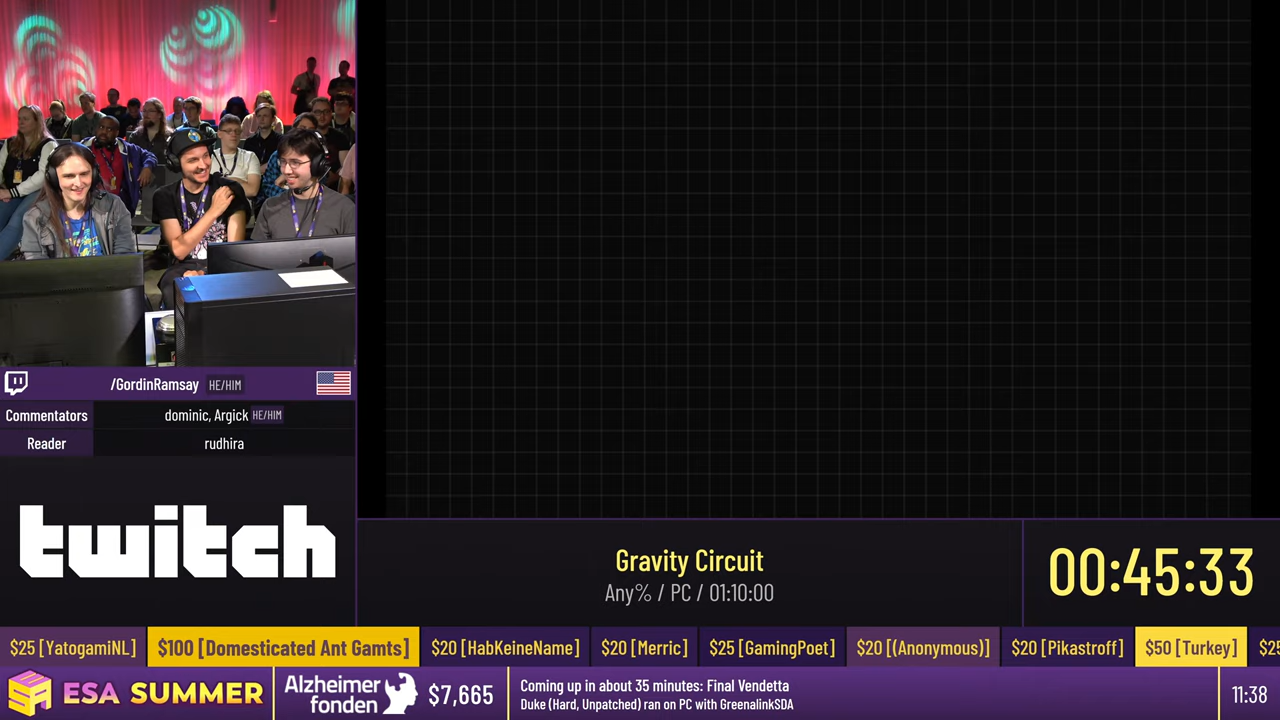 /GordinRamsay HE/HIM
Commentators dominic, Argick HE/HIM
Reader rudhira
twitch
Gravity Circuit
Any% / PC / 01:10:00
00:45:33
$25 [YatogamiNL] $100 [Domesticated Ant Gamts] $20 [HabKeineName] $20 [Merric] $25 [GamingPoet] $20 [(Anonymous)] $20 [Pikastroff] $50 [Turkey] $25
ESA SUMMER
Alzheimer
fonden
$7,665
Coming up in about 35 minutes: Final Vendetta
Duke (Hard, Unpatched) ran on PC with GreenalinkSDA
11:38